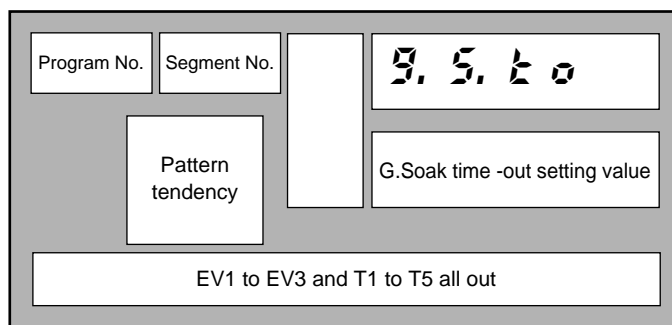 Program No.
Segment No.
g. S. t o
Pattern
tendency
G.Soak time -out setting value
EV1 to EV3 and T1 to T5 all out